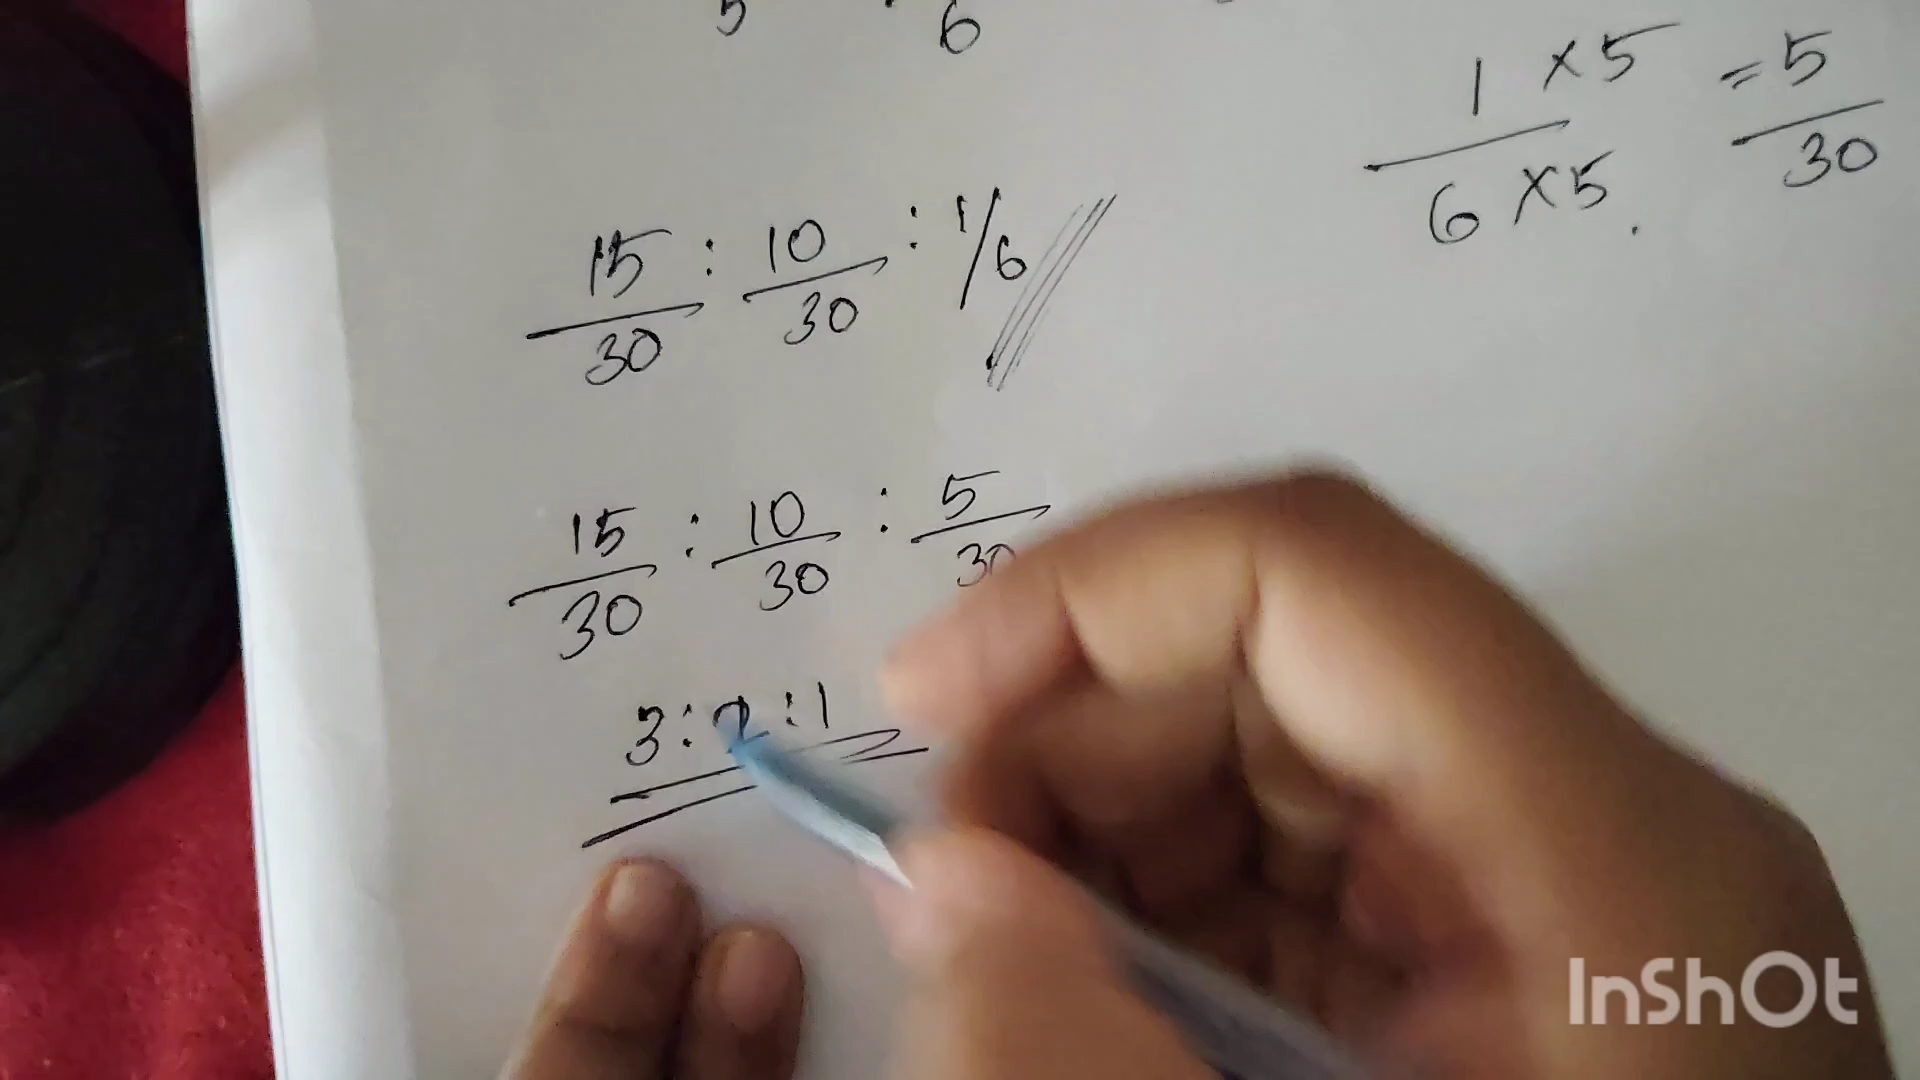 5 6
1 × 5 = 5
6 × 5 . 30
15 : 10 : 1/6
30 30
15 : 10 : 5
30 30 30
3 : 2 : 1
InShOt